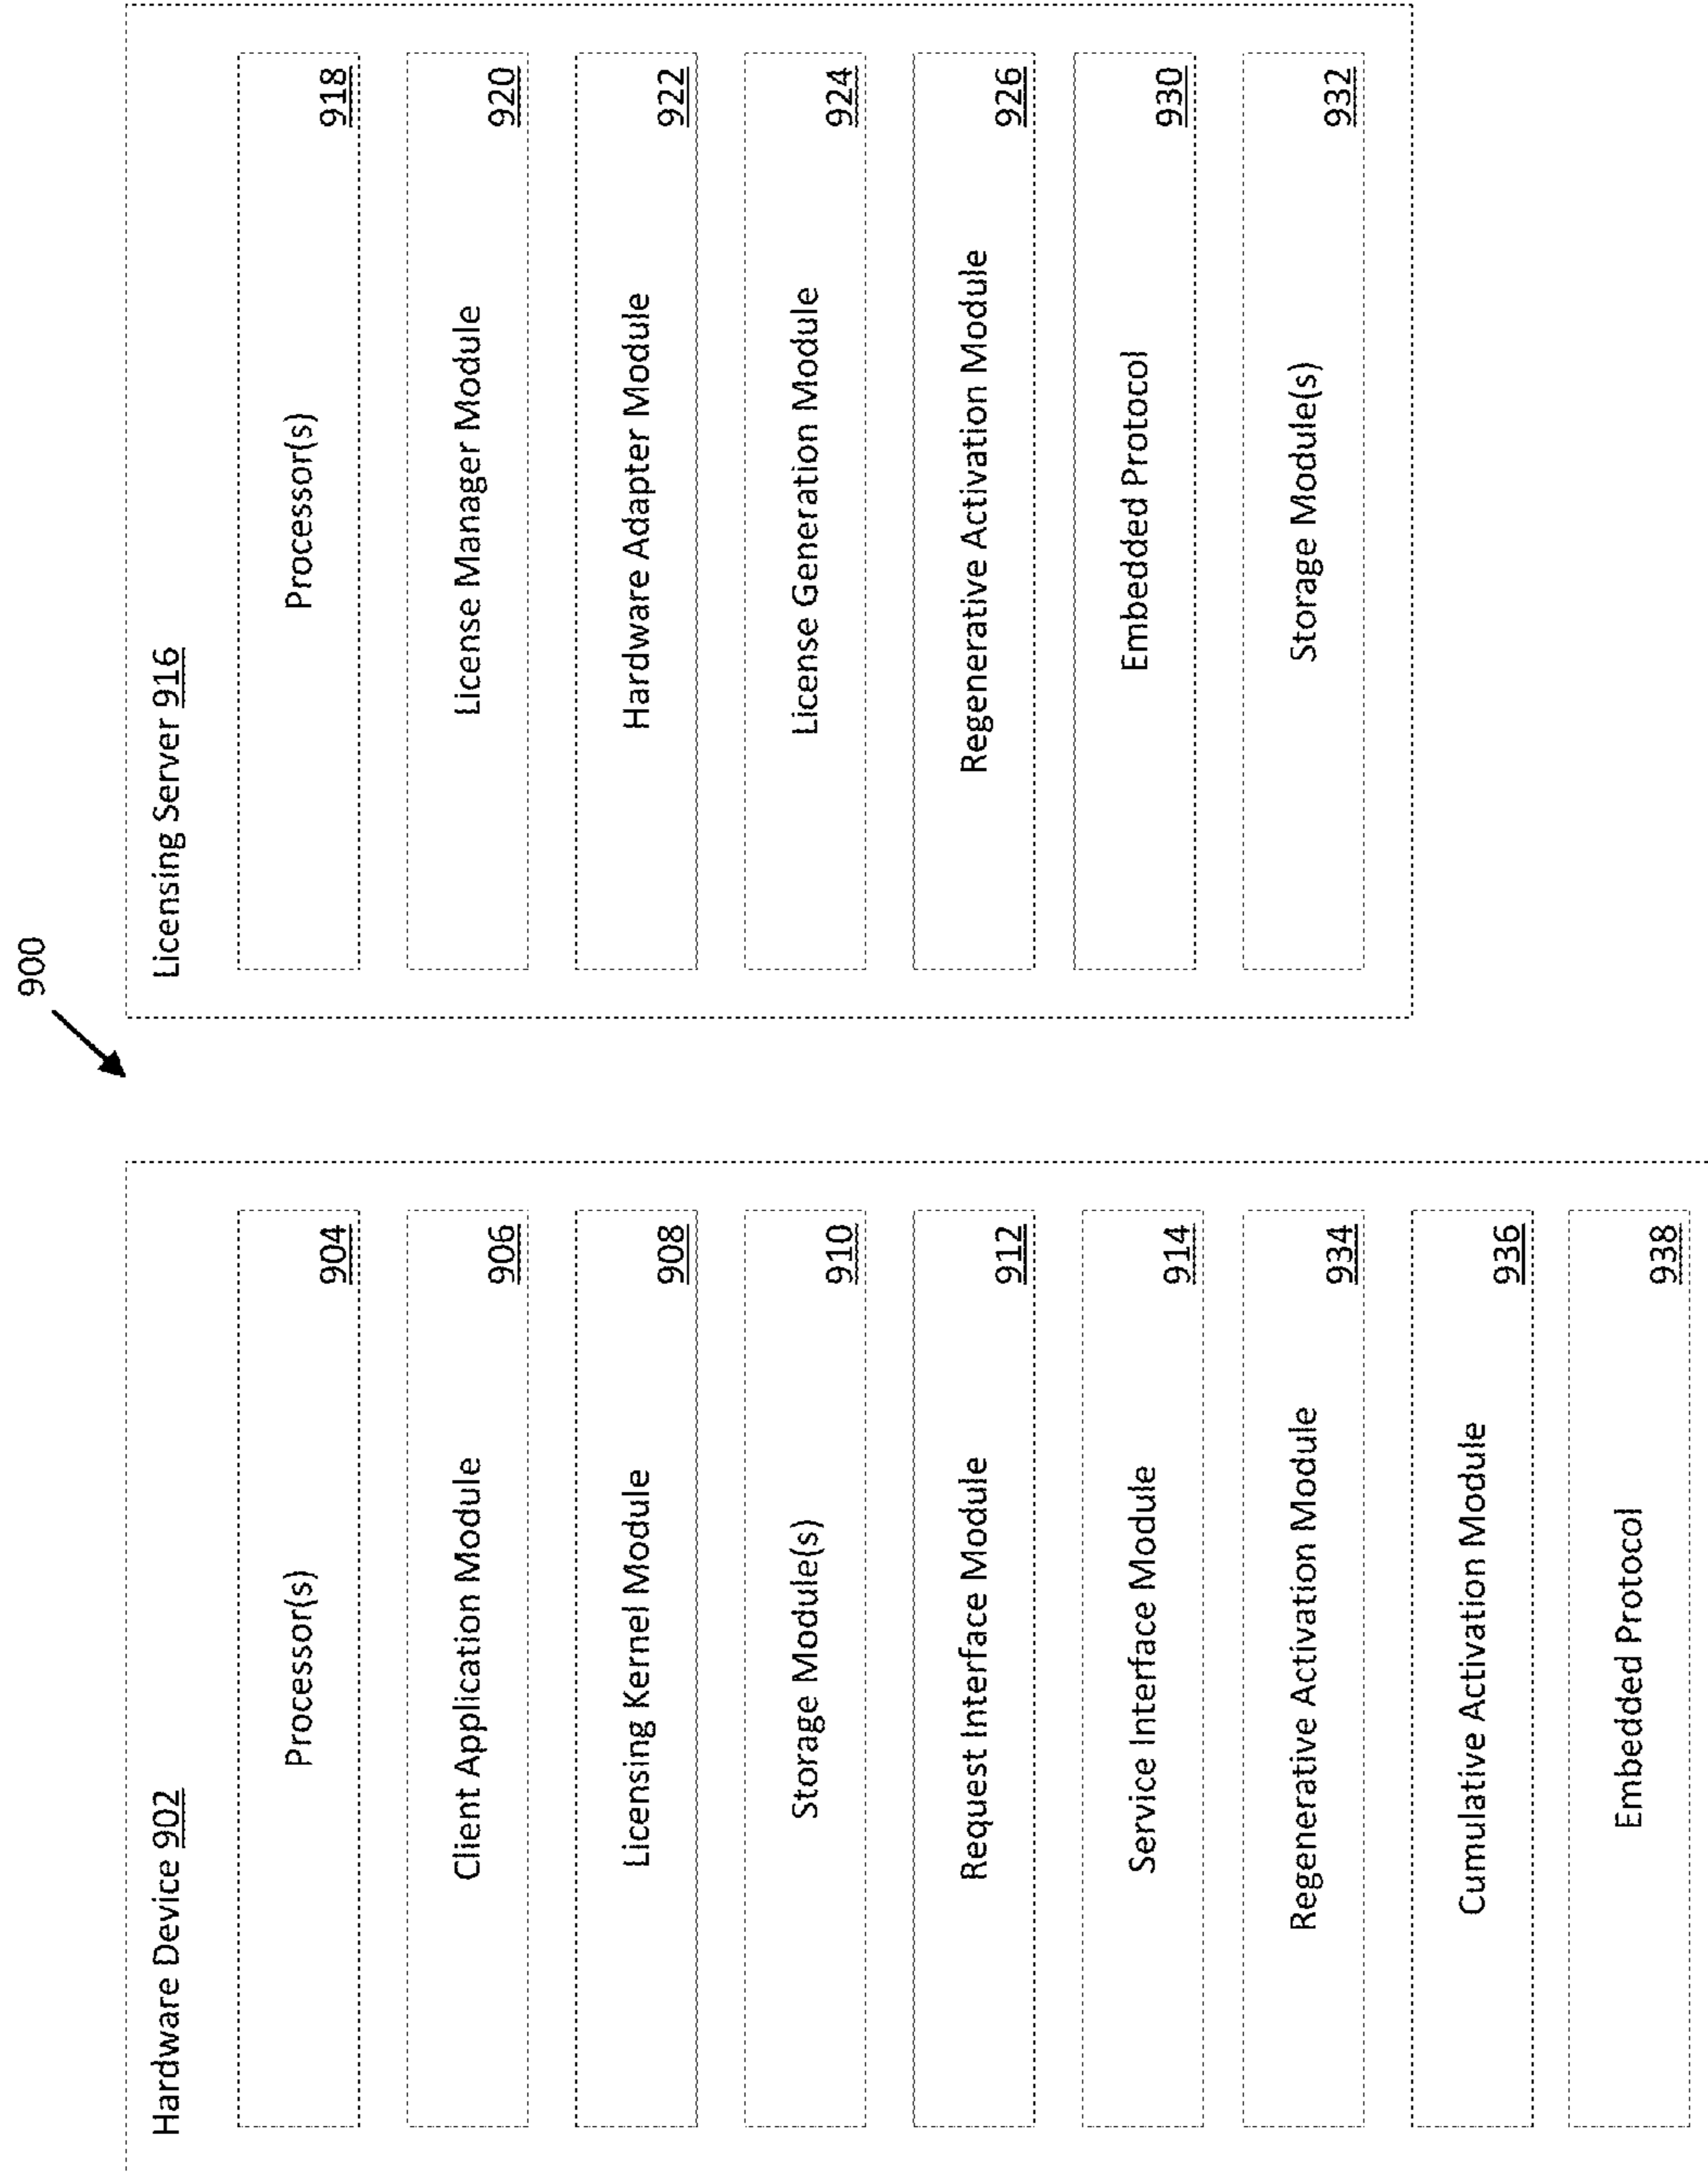 900
Hardware Device 902
Processor(s)
904
Client Application Module
906
Licensing Kernel Module
908
Storage Module(s)
910
Request Interface Module
912
Service Interface Module
914
Regenerative Activation Module
934
Cumulative Activation Module
936
Embedded Protocol
938
Licensing Server 916
Processor(s)
918
License Manager Module
920
Hardware Adapter Module
922
License Generation Module
924
Regenerative Activation Module
926
Embedded Protocol
930
Storage Module(s)
932